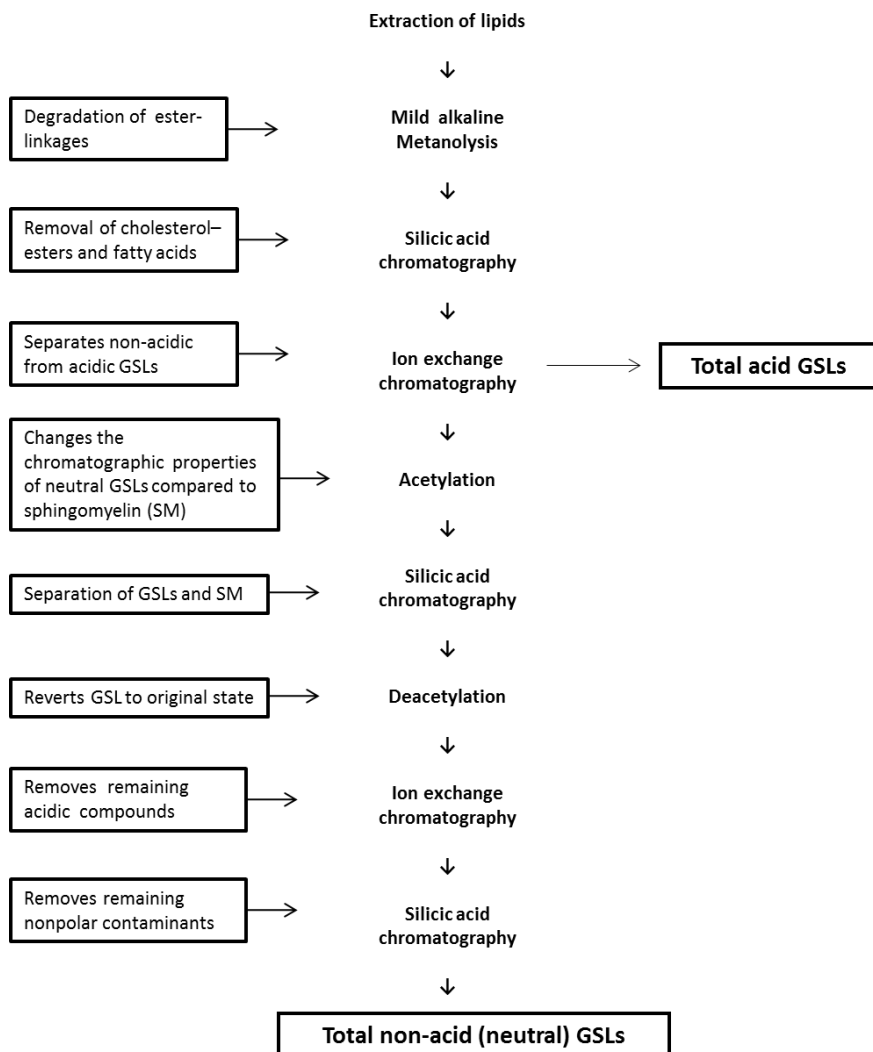 Extraction of lipids
↓
Degradation of ester-
linkages
Mild alkaline
Metanolysis
↓
Removal of cholesterol–
esters and fatty acids
Silicic acid
chromatography
↓
Separates non-acidic
from acidic GSLs
Ion exchange
chromatography
Total acid GSLs
↓
Changes the
chromatographic properties
of neutral GSLs compared to
sphingomyelin (SM)
Acetylation
↓
Separation of GSLs and SM
Silicic acid
chromatography
↓
Reverts GSL to original state
Deacetylation
↓
Removes remaining
acidic compounds
Ion exchange
chromatography
↓
Removes remaining
nonpolar contaminants
Silicic acid
chromatography
↓
Total non-acid (neutral) GSLs